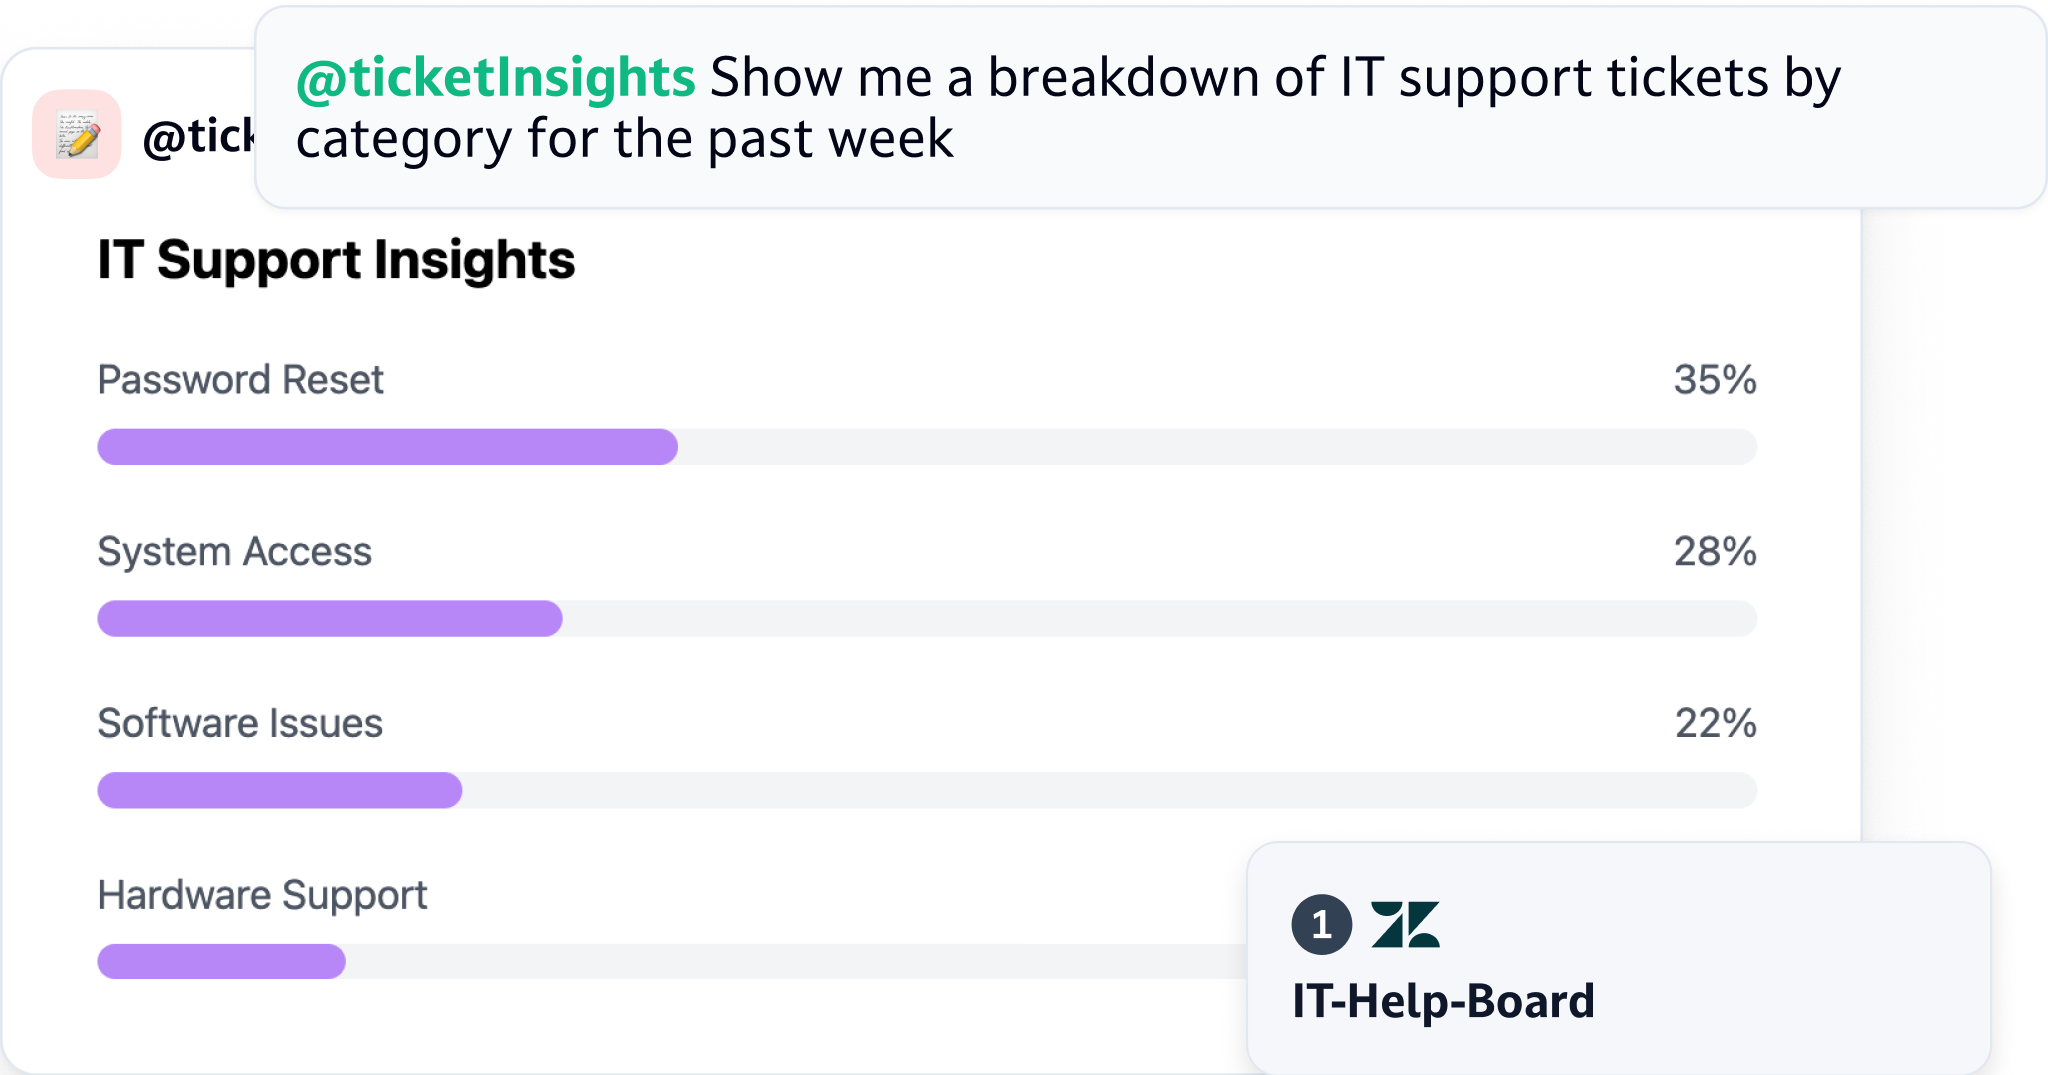 @ticketInsights Show me a breakdown of IT support tickets by
category for the past week
@tick
IT Support Insights
Password Reset 35%
System Access 28%
Software Issues 22%
Hardware Support
1
IT-Help-Board